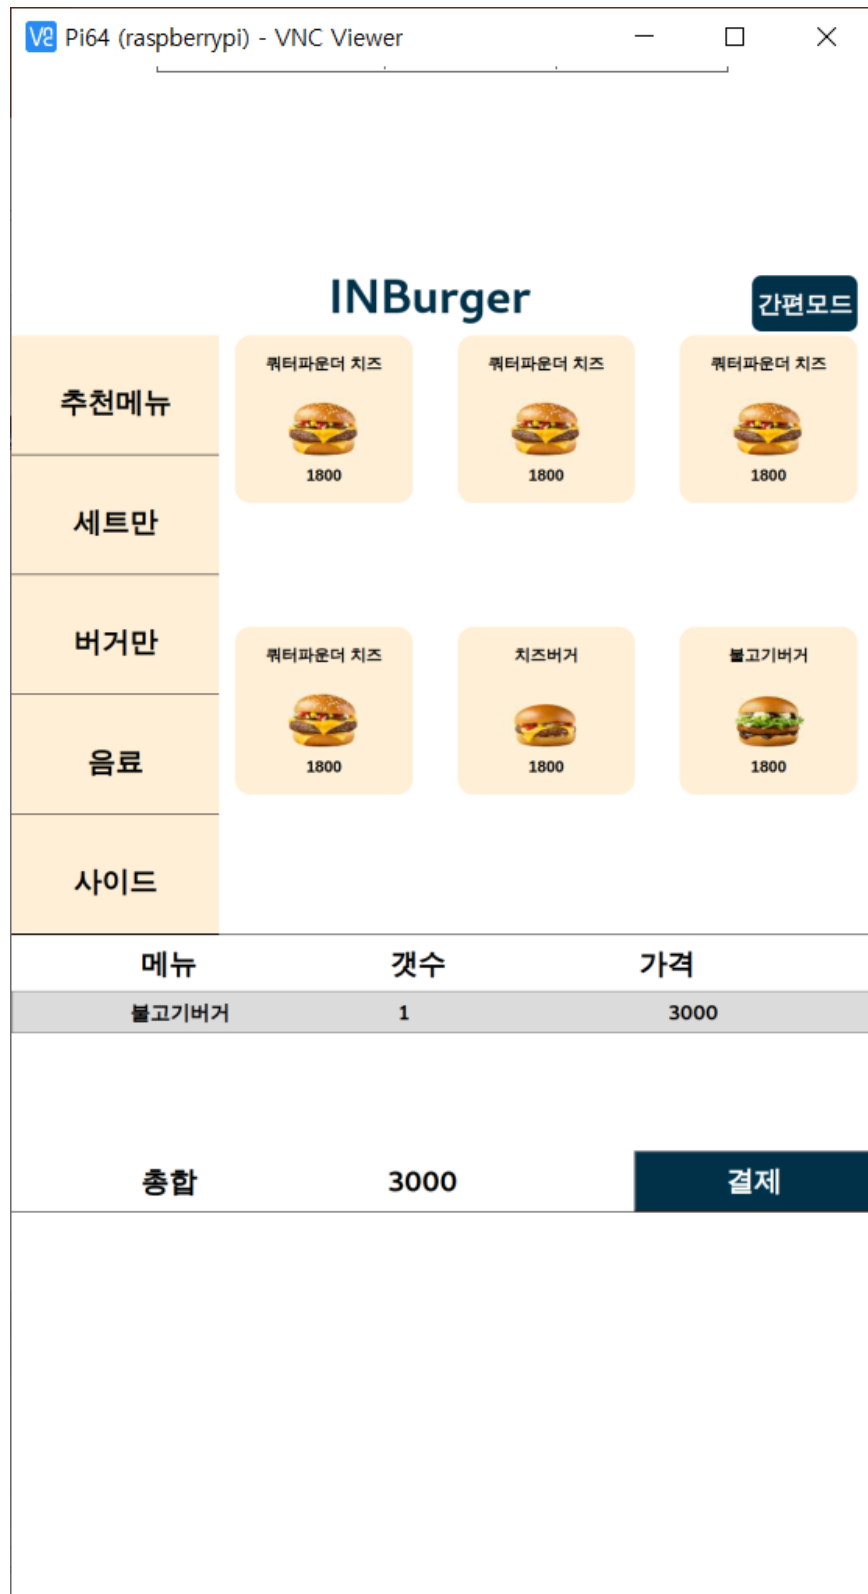 Pi64 (raspberrypi) - VNC Viewer
INBurger
간편모드
추천메뉴
세트만
버거만
음료
사이드
쿼터파운더 치즈
1800
쿼터파운더 치즈
1800
쿼터파운더 치즈
1800
쿼터파운더 치즈
1800
치즈버거
1800
불고기버거
1800
메뉴 갯수 가격
불고기버거 1 3000
총합 3000 결제